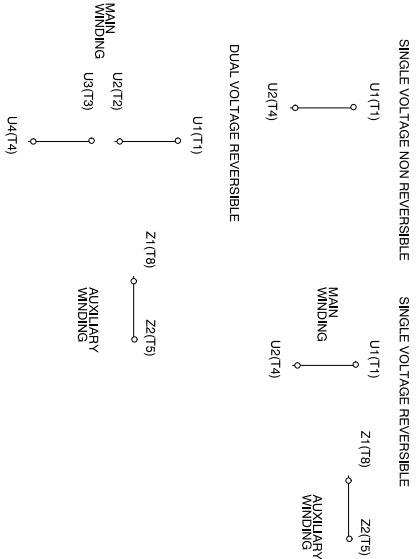 SINGLE VOLTAGE NON REVERSIBLE
U1(T1)
U2(T4)
SINGLE VOLTAGE REVERSIBLE
U1(T1)
MAIN
WINDING
U2(T4)
Z1(T8)
Z2(T5)
AUXILIARY
WINDING
DUAL VOLTAGE REVERSIBLE
U1(T1)
MAIN
WINDING
U2(T2)
U3(T3)
U4(T4)
Z1(T8)
Z2(T5)
AUXILIARY
WINDING